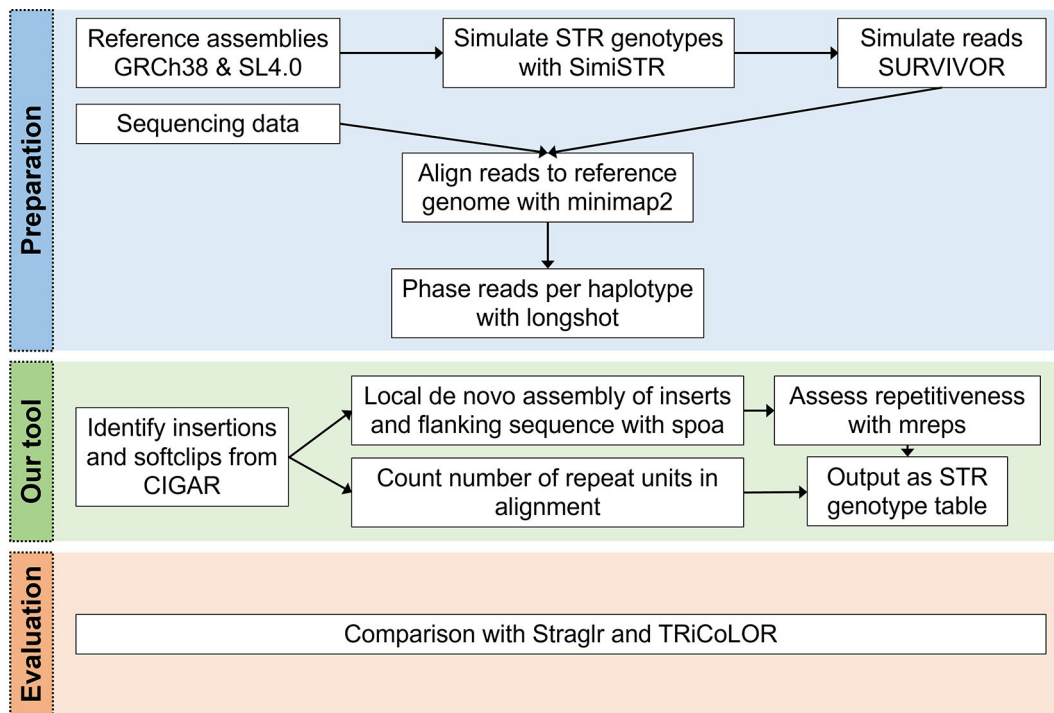 Preparation
Reference assemblies
GRCh38 & SL4.0
Simulate STR genotypes
with SimiSTR
Simulate reads
SURVIVOR
Sequencing data
Align reads to reference
genome with minimap2
Phase reads per haplotype
with longshot
Our tool
Identify insertions
and softclips from
CIGAR
Local de novo assembly of inserts
and flanking sequence with spoa
Assess repetitiveness
with mreps
Count number of repeat units in
alignment
Output as STR
genotype table
Evaluation
Comparison with Straglr and TRiCoLOR